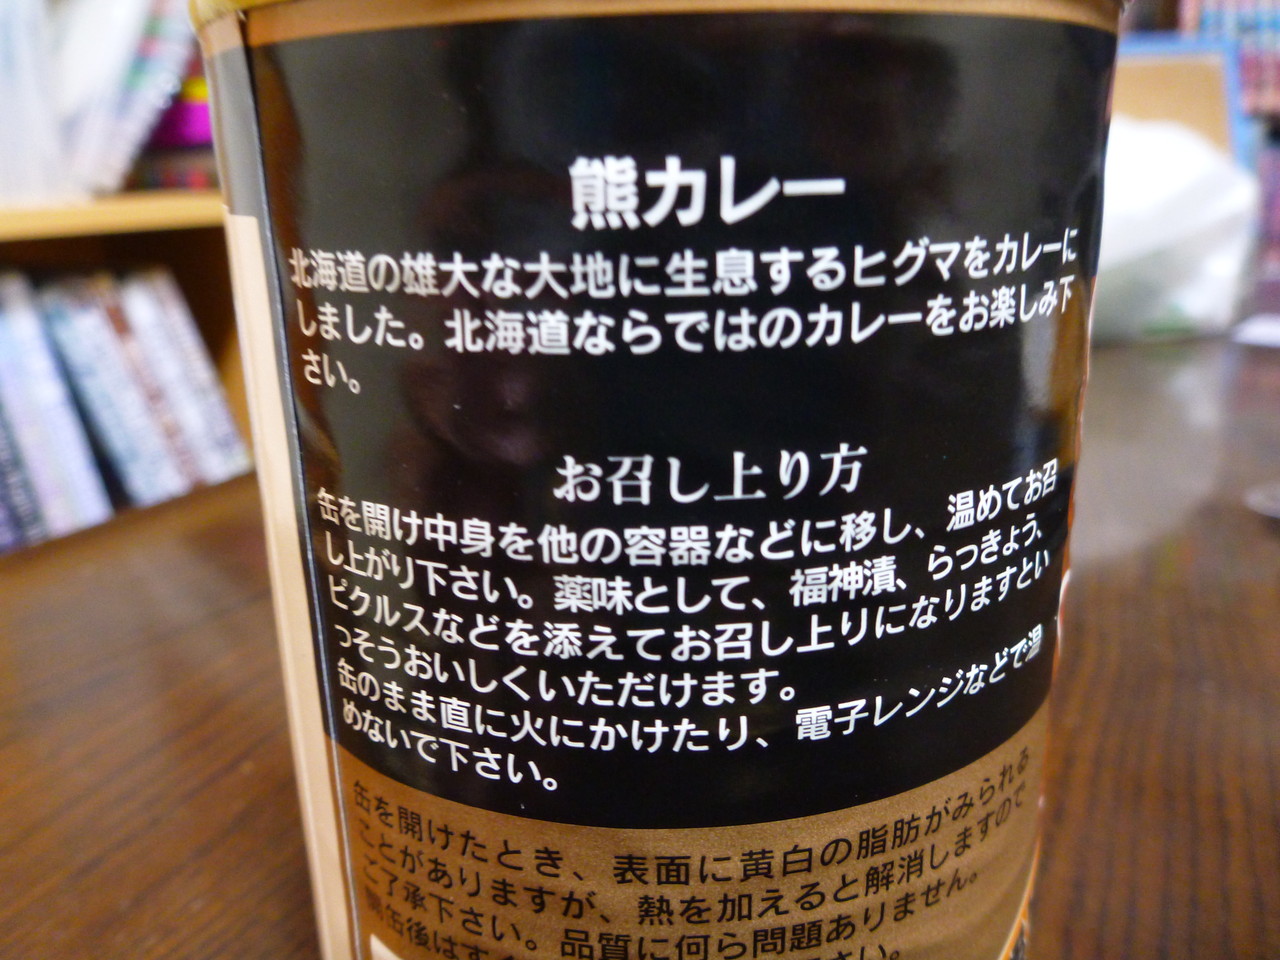 熊カレー
北海道の雄大な大地に生息するヒグマをカレーに
しました。北海道ならではのカレーをお楽しみ下
さい。
お召し上り方
缶を開け中身を他の容器などに移し、温めてお召
し上がり下さい。薬味として、福神漬、らっきょう、
ピクルスなどを添えてお召し上りになりますとい
っそうおいしくいただけます。
缶のまま直に火にかけたり、電子レンジなどで温
めないで下さい。
缶を開けたとき、表面に黄白の脂肪がみられる
ことがありますが、熱を加えると解消しますので
ご了承下さい。品質に何ら問題ありません。
開缶後はす